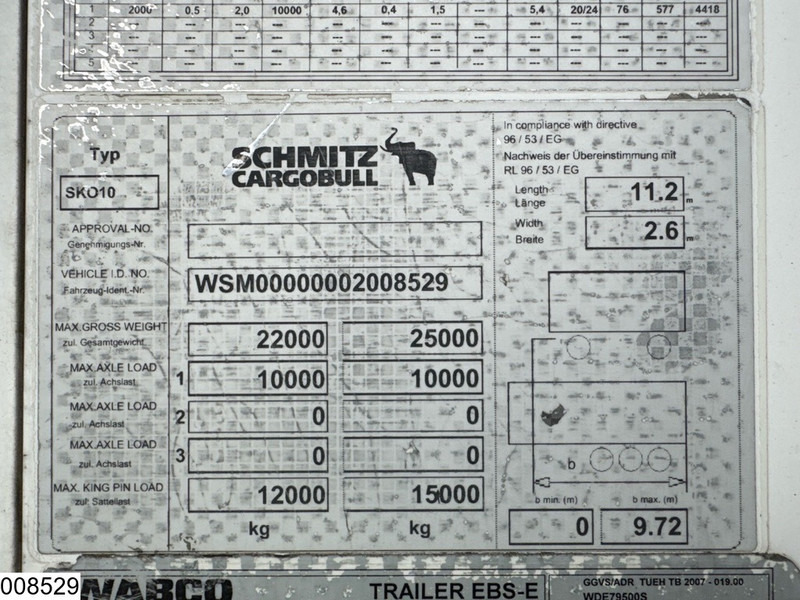 1 2000 0.5 2,0 10000 4,6 0,4 1,5 --- 5,4 20/24 76 577 4418
2 --- --- --- --- --- --- --- --- --- --- --- --- ---
3 --- --- --- --- --- --- --- --- --- --- --- --- ---
4 --- --- --- --- --- --- --- --- --- --- --- --- ---
5 --- --- --- --- --- --- --- --- --- --- --- --- ---
Typ
SKO10
SCHMITZ
CARGOBULL
In compliance with directive
96 / 53 / EG
Nachweis der Übereinstimmung mit
RL 96 / 53 / EG
Length
Länge 11.2 m
Width
Breite 2.6 m
APPROVAL-NO.
Genehmigungs-Nr.
VEHICLE I.D. NO.
Fahrzeug-Ident.-Nr.
WSM00000002008529
MAX.GROSS WEIGHT
zul. Gesamtgewicht
22000 25000
MAX.AXLE LOAD
zul. Achslast
1 10000 10000
MAX.AXLE LOAD
zul. Achslast
2 0 0
MAX.AXLE LOAD
zul. Achslast
3 0 0
MAX. KING PIN LOAD
zul. Sattellast
12000 15000
kg kg
b
b min. (m) b max. (m)
0 9.72
008529
WABCO
TRAILER EBS-E
GGVS/ADR TUEH TB 2007 - 019.00
WDE79500S